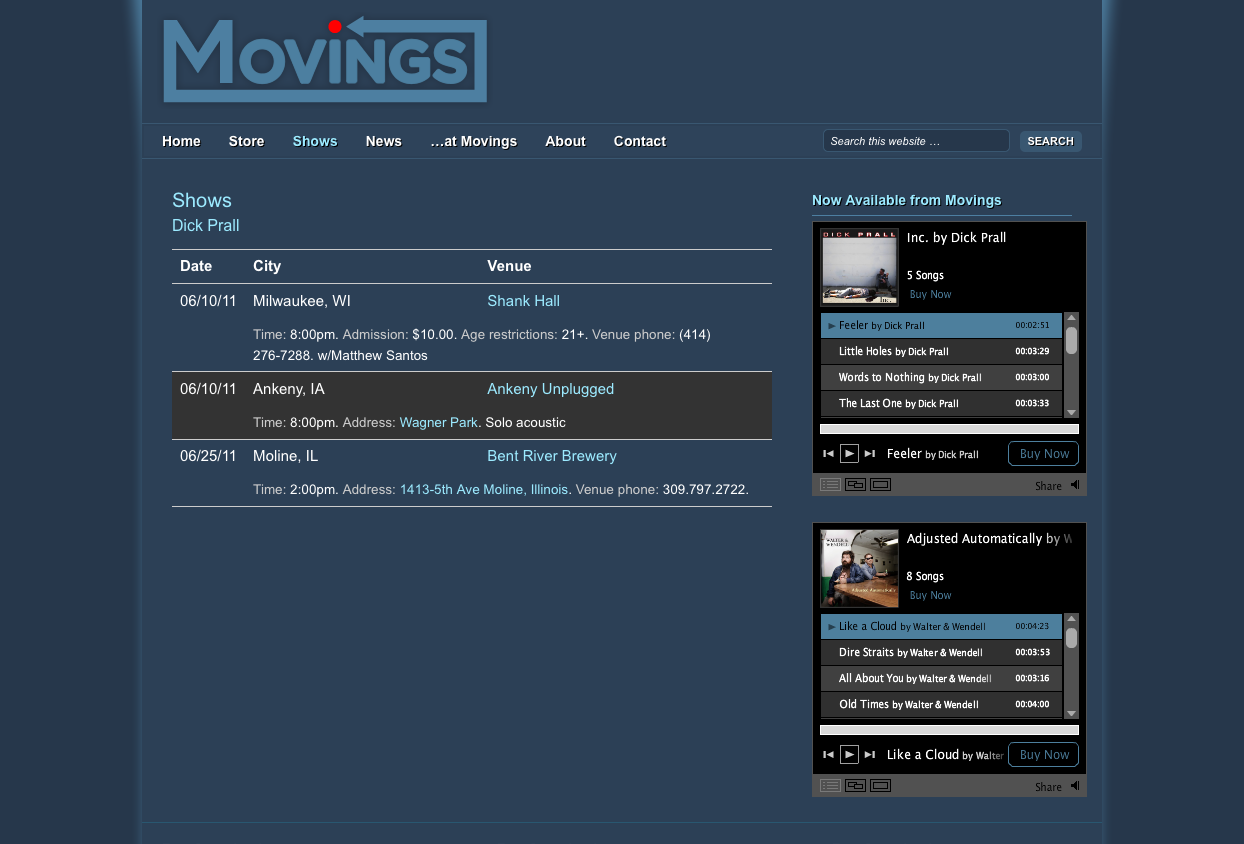 MOVINGS
Home Store Shows News …at Movings About Contact
Search this website …
SEARCH
Shows
Dick Prall
Date City Venue
06/10/11 Milwaukee, WI Shank Hall
Time: 8:00pm. Admission: $10.00. Age restrictions: 21+. Venue phone: (414)
276-7288. w/Matthew Santos
06/10/11 Ankeny, IA Ankeny Unplugged
Time: 8:00pm. Address: Wagner Park. Solo acoustic
06/25/11 Moline, IL Bent River Brewery
Time: 2:00pm. Address: 1413-5th Ave Moline, Illinois. Venue phone: 309.797.2722.
Now Available from Movings
DICK PRALL
INC.
Inc. by Dick Prall
5 Songs
Buy Now
Feeler by Dick Prall 00:02:51
Little Holes by Dick Prall 00:03:29
Words to Nothing by Dick Prall 00:03:00
The Last One by Dick Prall 00:03:33
Feeler by Dick Prall
Buy Now
Share
WALTER &
WENDELL
Adjusted Automatically
Adjusted Automatically by W
8 Songs
Buy Now
Like a Cloud by Walter & Wendell 00:04:23
Dire Straits by Walter & Wendell 00:03:53
All About You by Walter & Wendell 00:03:16
Old Times by Walter & Wendell 00:04:00
Like a Cloud by Walter
Buy Now
Share